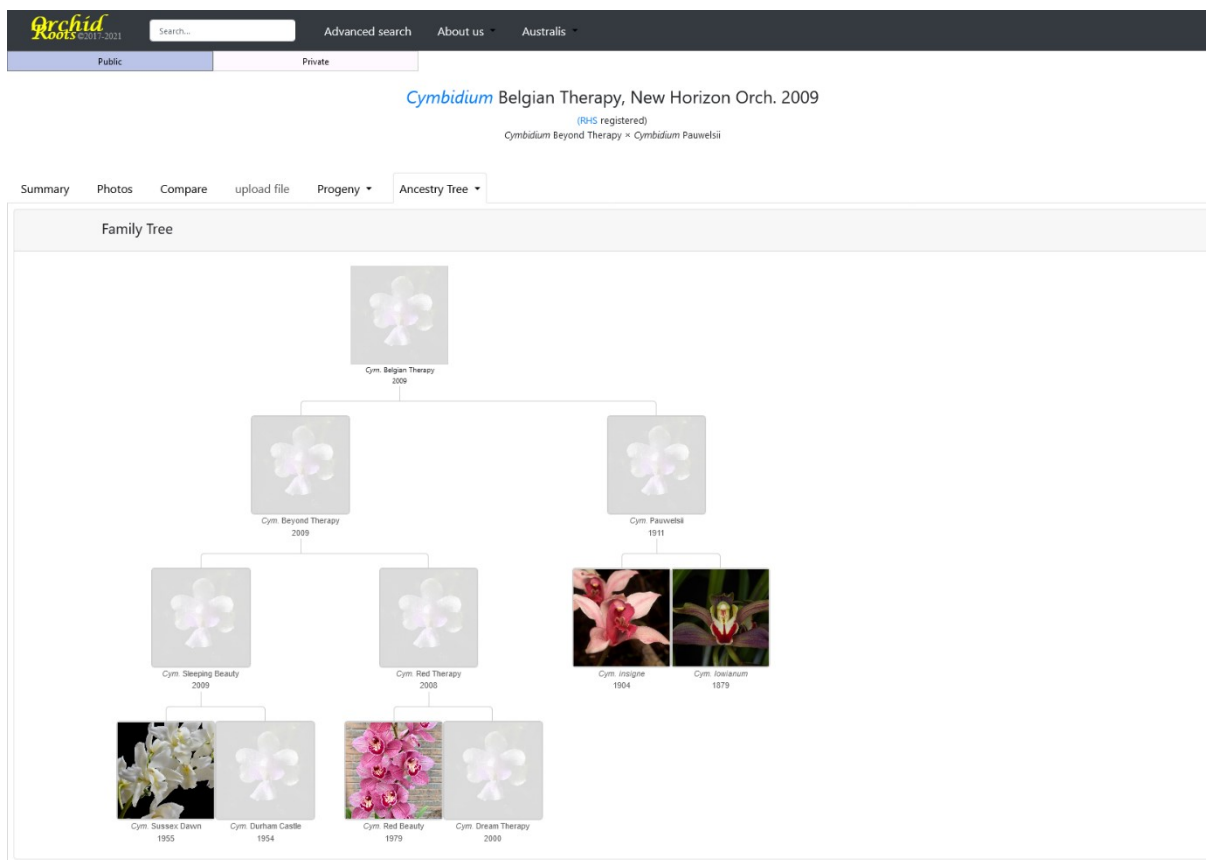 Orchid
Roots ©2017-2021
Search...
Advanced search
About us
Australis
Public
Private
Cymbidium Belgian Therapy, New Horizon Orch. 2009
(RHS registered)
Cymbidium Beyond Therapy × Cymbidium Pauwelsii
Summary
Photos
Compare
upload file
Progeny
Ancestry Tree
Family Tree
Cym. Belgian Therapy
2009
Cym. Beyond Therapy
2009
Cym. Pauwelsii
1911
Cym. Sleeping Beauty
2009
Cym. Red Therapy
2008
Cym. insigne
1904
Cym. lowianum
1879
Cym. Sussex Dawn
1955
Cym. Durham Castle
1954
Cym. Red Beauty
1979
Cym. Dream Therapy
2000